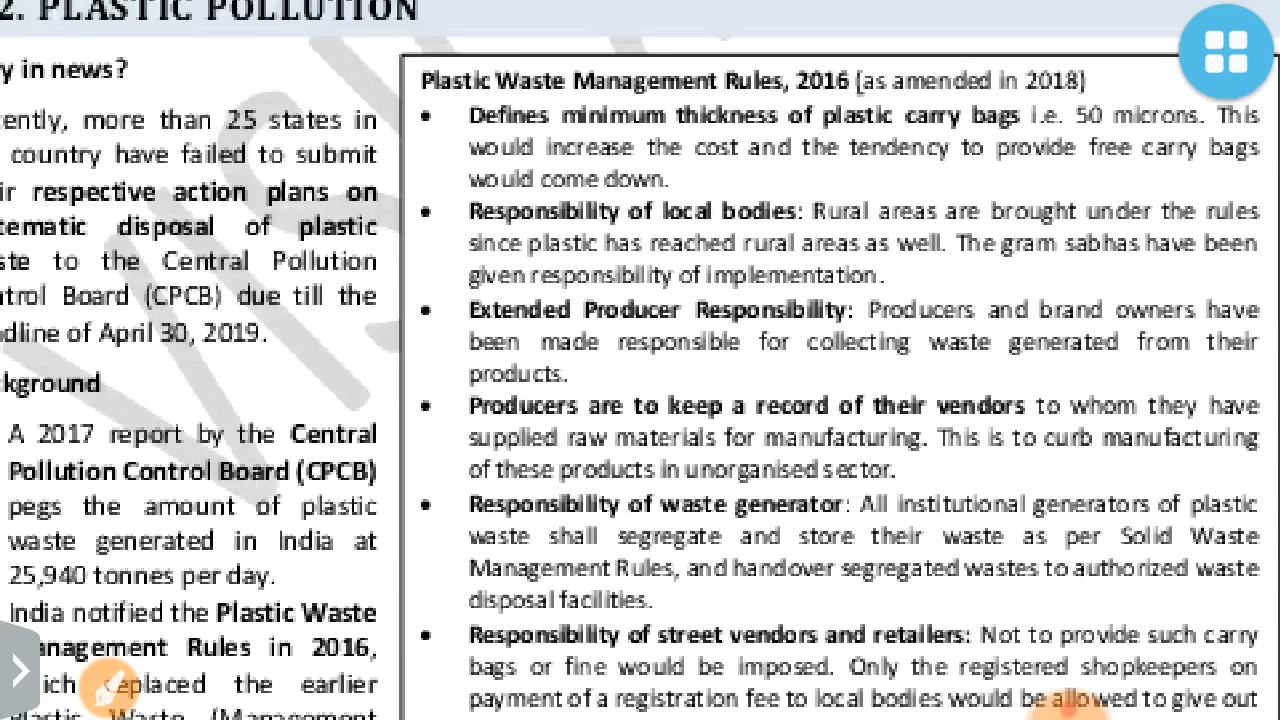 2. PLASTIC POLLUTION
y in news?
ently, more than 25 states in
country have failed to submit
ir respective action plans on
tematic disposal of plastic
ste to the Central Pollution
ntrol Board (CPCB) due till the
dline of April 30, 2019.
kground
A 2017 report by the Central
Pollution Control Board (CPCB)
pegs the amount of plastic
waste generated in India at
25,940 tonnes per day.
India notified the Plastic Waste
anagement Rules in 2016,
ich replaced the earlier
Plastic Waste (Management
Plastic Waste Management Rules, 2016 (as amended in 2018)
• Defines minimum thickness of plastic carry bags i.e. 50 microns. This
would increase the cost and the tendency to provide free carry bags
would come down.
• Responsibility of local bodies: Rural areas are brought under the rules
since plastic has reached rural areas as well. The gram sabhas have been
given responsibility of implementation.
• Extended Producer Responsibility: Producers and brand owners have
been made responsible for collecting waste generated from their
products.
• Producers are to keep a record of their vendors to whom they have
supplied raw materials for manufacturing. This is to curb manufacturing
of these products in unorganised sector.
• Responsibility of waste generator: All institutional generators of plastic
waste shall segregate and store their waste as per Solid Waste
Management Rules, and handover segregated wastes to authorized waste
disposal facilities.
• Responsibility of street vendors and retailers: Not to provide such carry
bags or fine would be imposed. Only the registered shopkeepers on
payment of a registration fee to local bodies would be allowed to give out